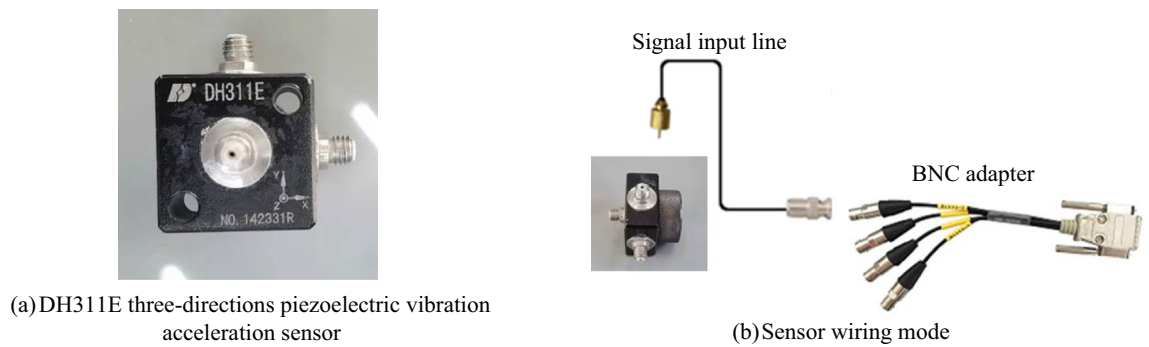 DH311E
Y
Z
X
NO. 142331R
(a) DH311E three-directions piezoelectric vibration
acceleration sensor
Signal input line
BNC adapter
(b) Sensor wiring mode